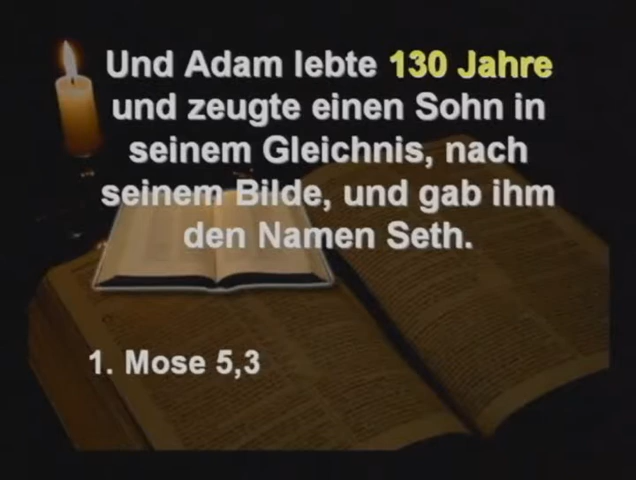 Und Adam lebte 130 Jahre
und zeugte einen Sohn in
seinem Gleichnis, nach
seinem Bilde, und gab ihm
den Namen Seth.
1. Mose 5,3